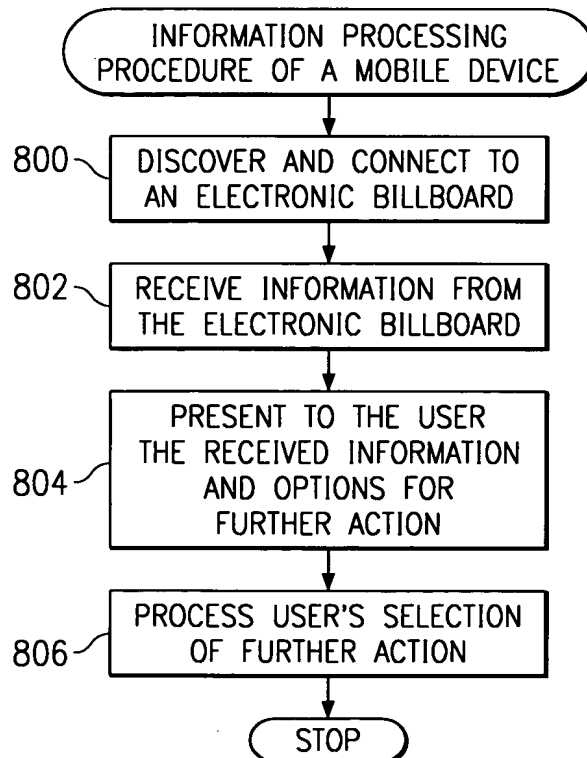 INFORMATION PROCESSING
PROCEDURE OF A MOBILE DEVICE
800
DISCOVER AND CONNECT TO
AN ELECTRONIC BILLBOARD
802
RECEIVE INFORMATION FROM
THE ELECTRONIC BILLBOARD
804
PRESENT TO THE USER
THE RECEIVED INFORMATION
AND OPTIONS FOR
FURTHER ACTION
806
PROCESS USER'S SELECTION
OF FURTHER ACTION
STOP